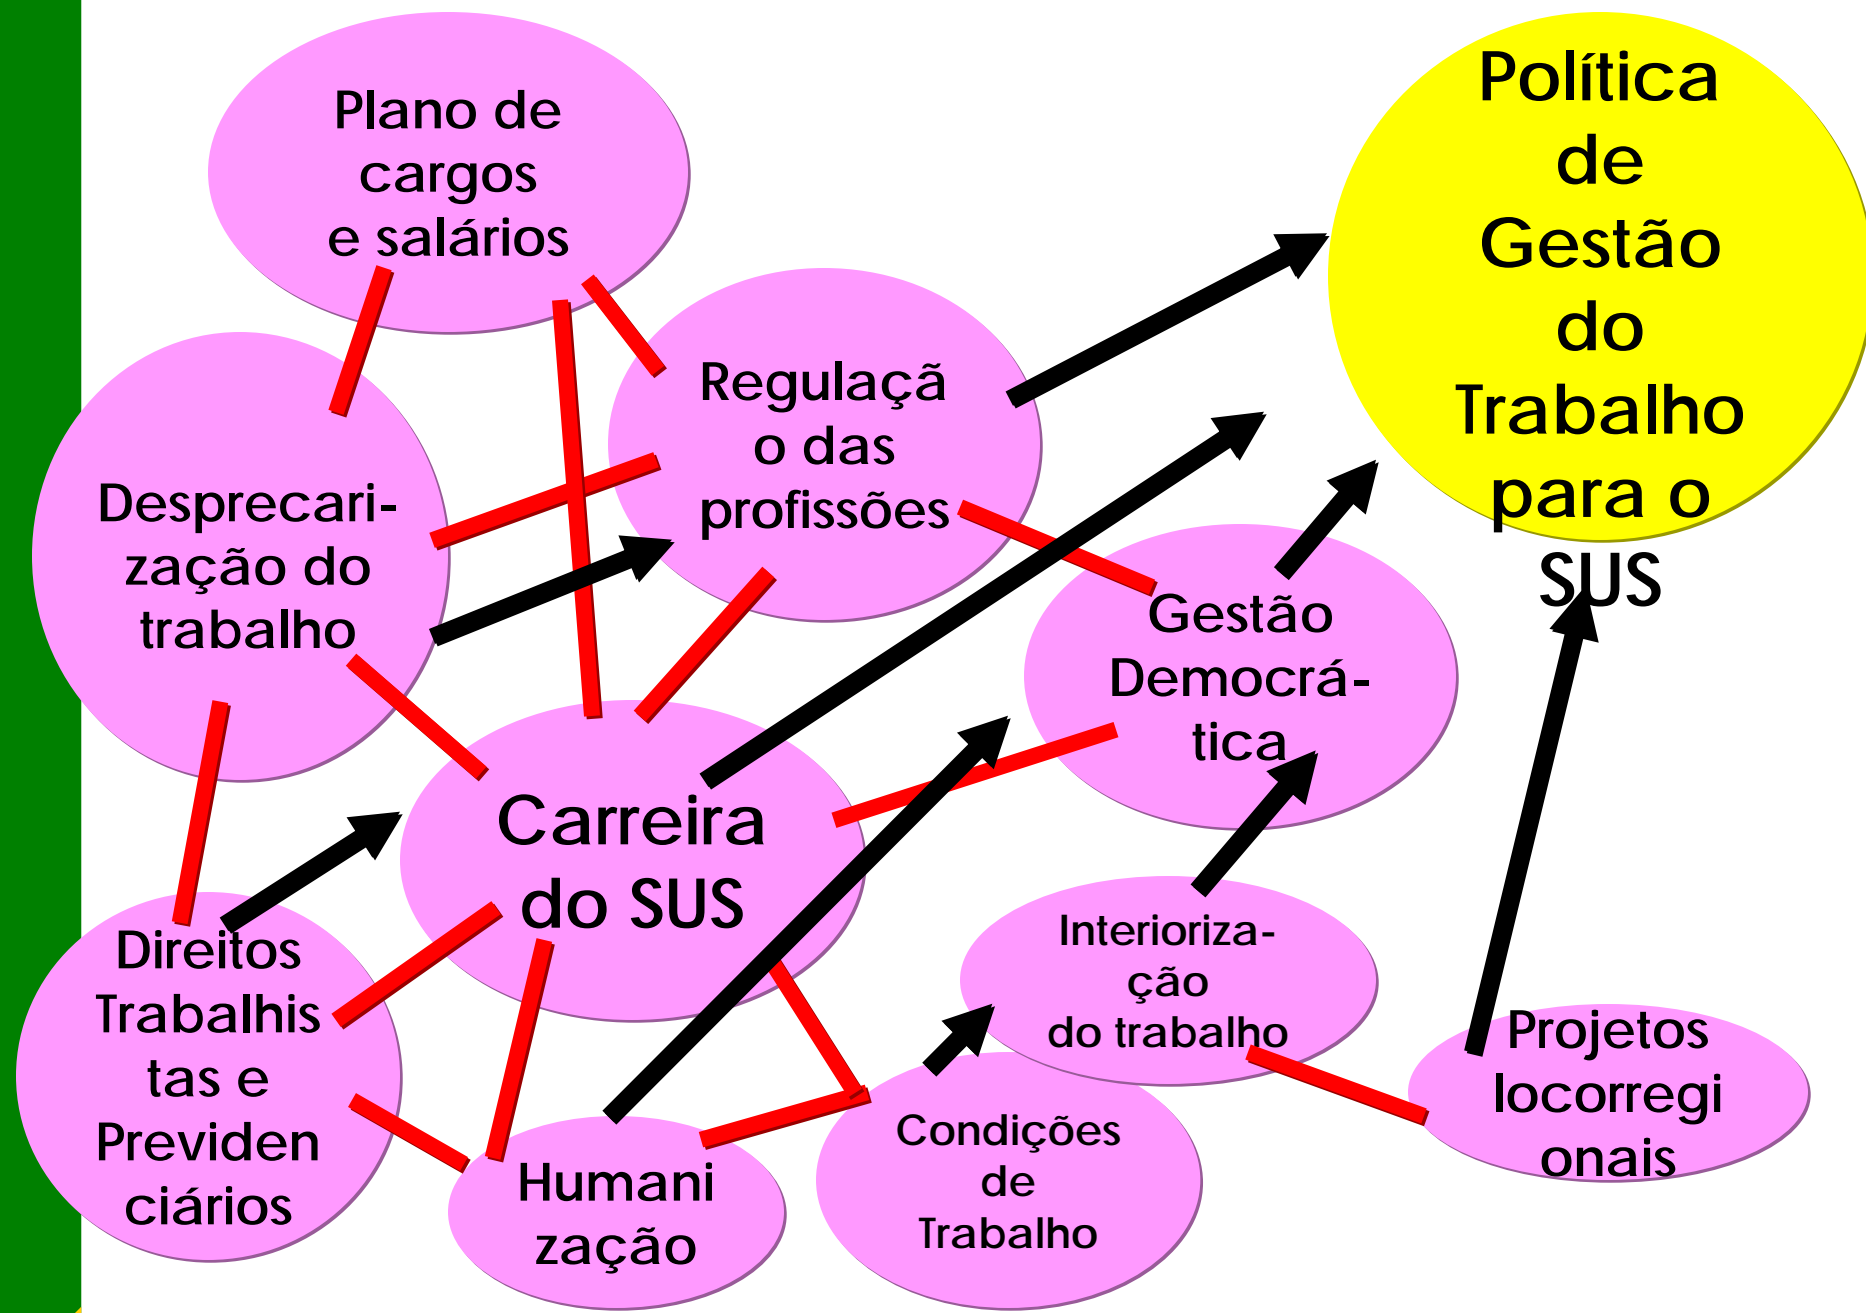 Plano de
cargos
e salários
Política
de
Gestão
do
Trabalho
para o
SUS
Regulaçã
o das
profissões
Desprecari-
zação do
trabalho
Gestão
Democrá-
tica
Carreira
do SUS
Direitos
Trabalhis
tas e
Previden
ciários
Interioriza-
ção
do trabalho
Projetos
locorregi
onais
Humani
zação
Condições
de
Trabalho